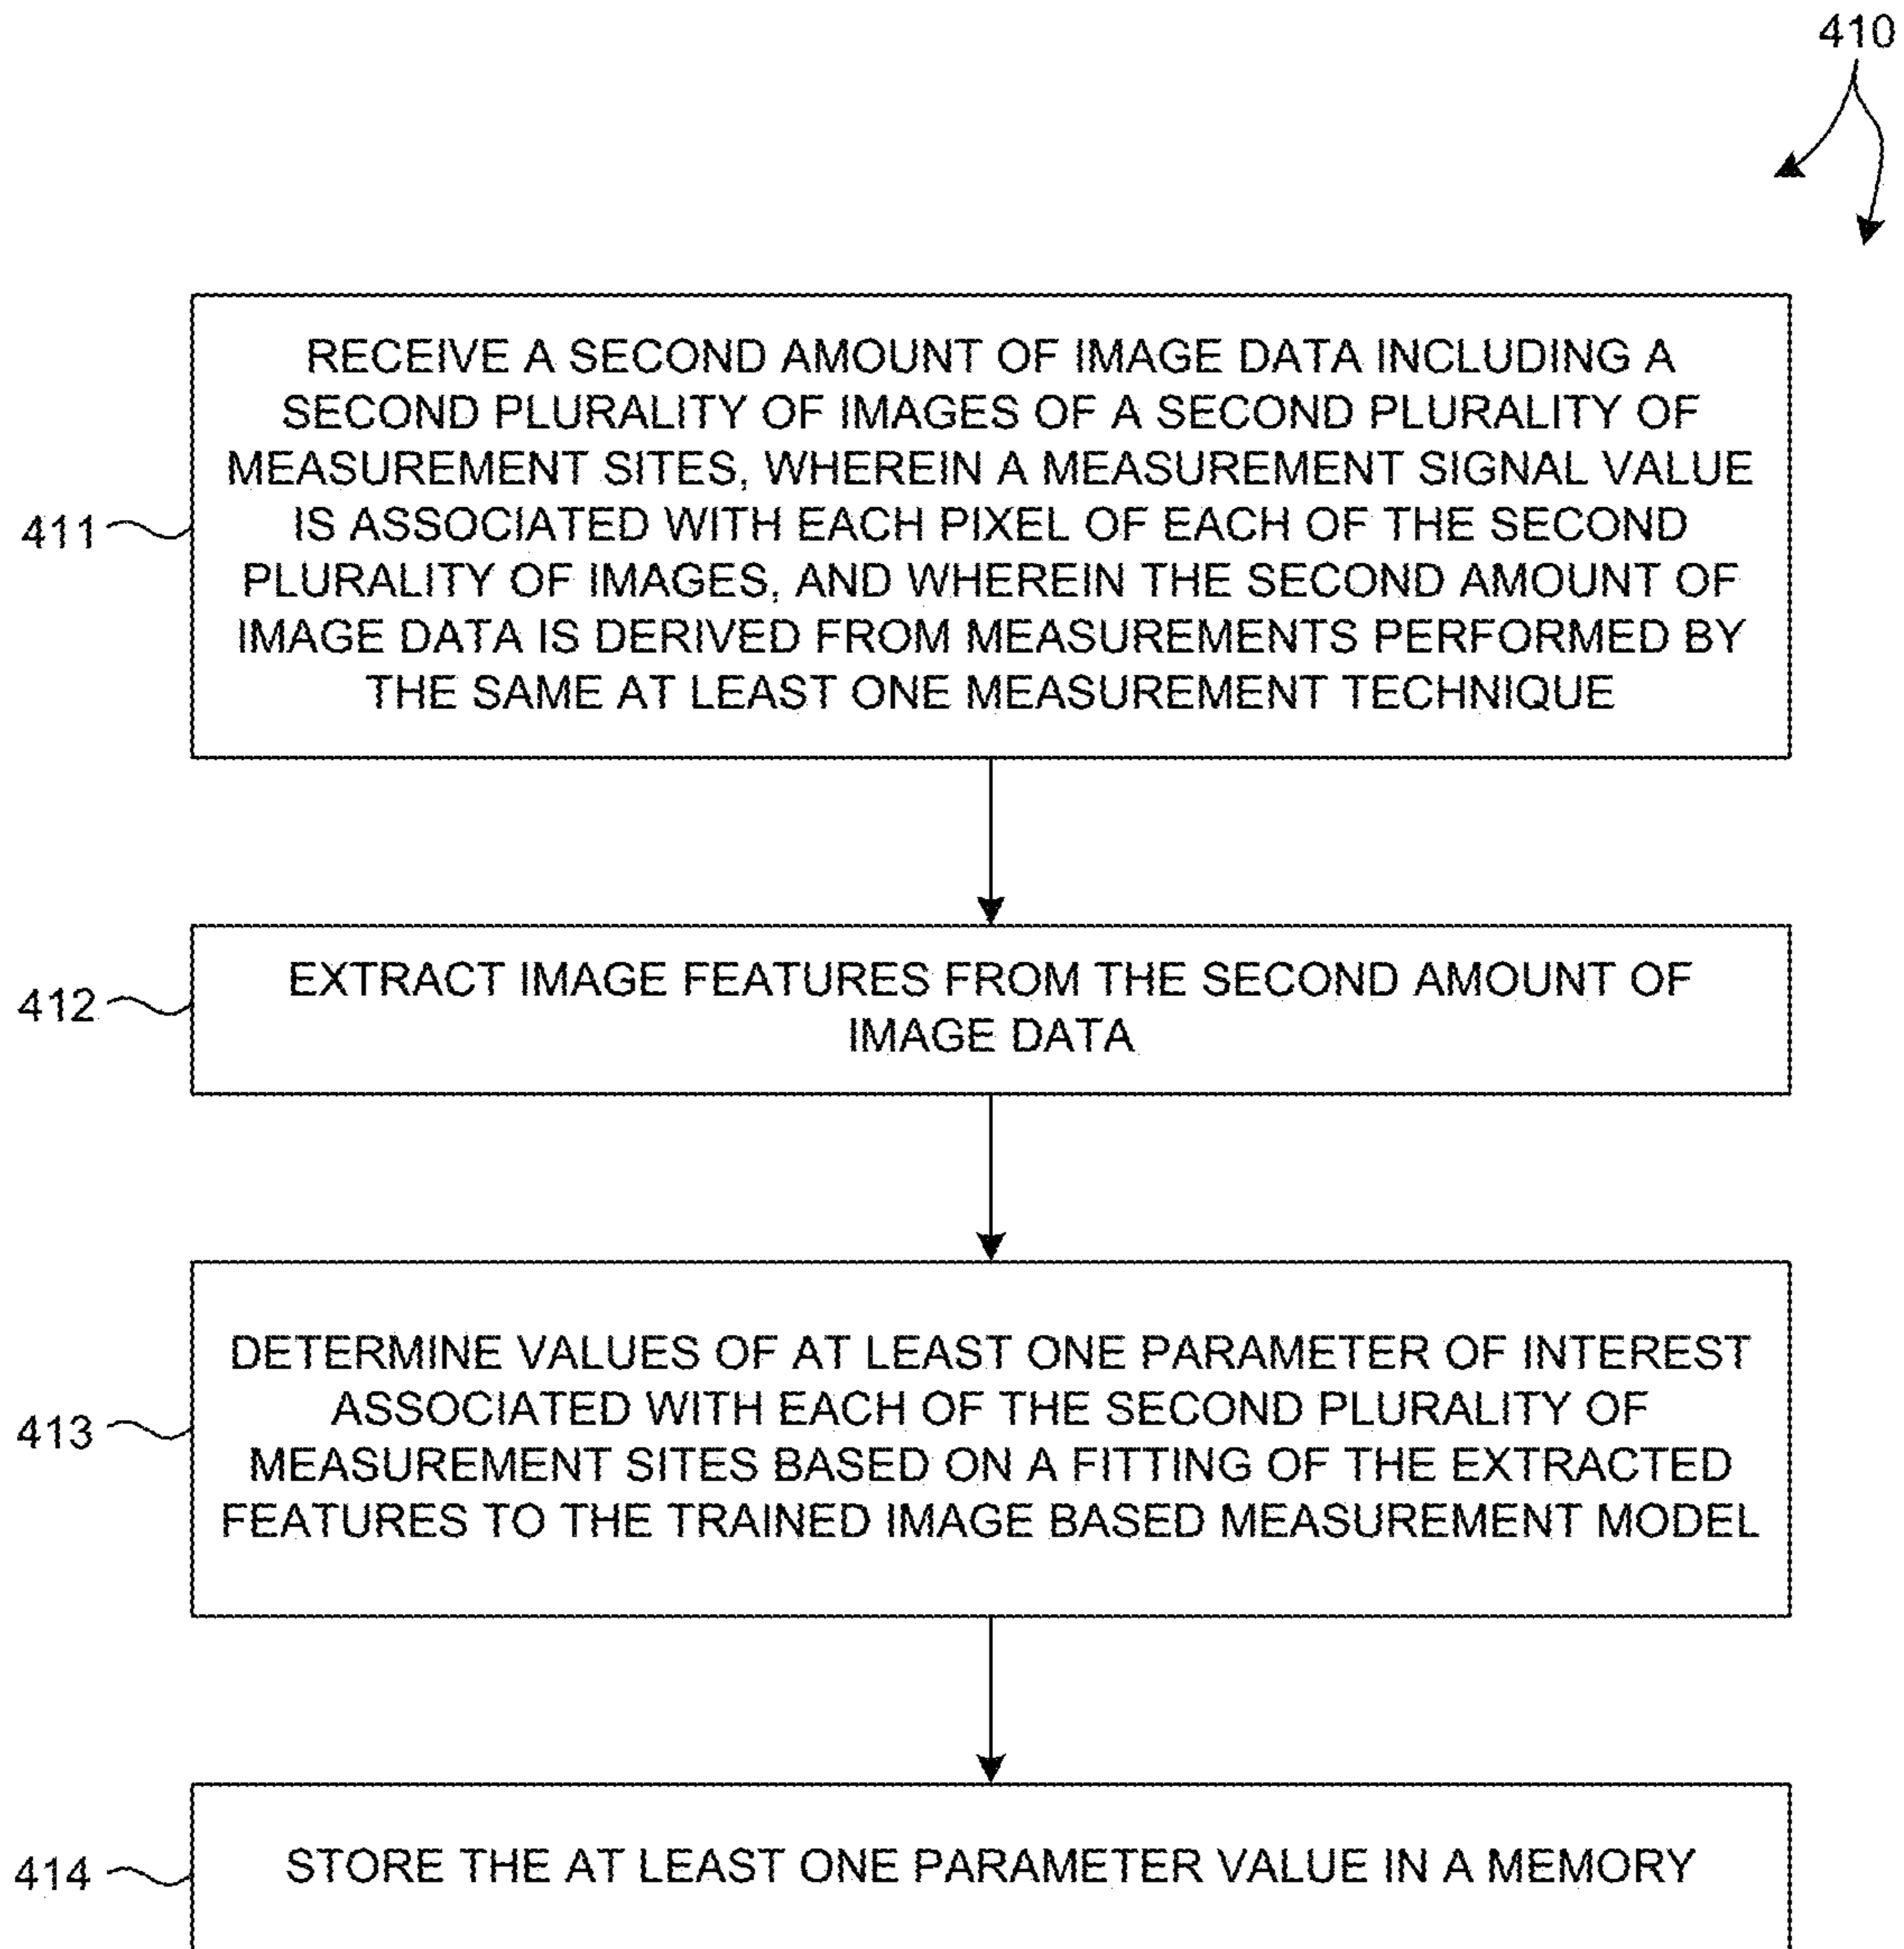 410
RECEIVE A SECOND AMOUNT OF IMAGE DATA INCLUDING A
SECOND PLURALITY OF IMAGES OF A SECOND PLURALITY OF
MEASUREMENT SITES, WHEREIN A MEASUREMENT SIGNAL VALUE
IS ASSOCIATED WITH EACH PIXEL OF EACH OF THE SECOND
PLURALITY OF IMAGES, AND WHEREIN THE SECOND AMOUNT OF
IMAGE DATA IS DERIVED FROM MEASUREMENTS PERFORMED BY
THE SAME AT LEAST ONE MEASUREMENT TECHNIQUE
411
EXTRACT IMAGE FEATURES FROM THE SECOND AMOUNT OF
IMAGE DATA
412
DETERMINE VALUES OF AT LEAST ONE PARAMETER OF INTEREST
ASSOCIATED WITH EACH OF THE SECOND PLURALITY OF
MEASUREMENT SITES BASED ON A FITTING OF THE EXTRACTED
FEATURES TO THE TRAINED IMAGE BASED MEASUREMENT MODEL
413
STORE THE AT LEAST ONE PARAMETER VALUE IN A MEMORY
414